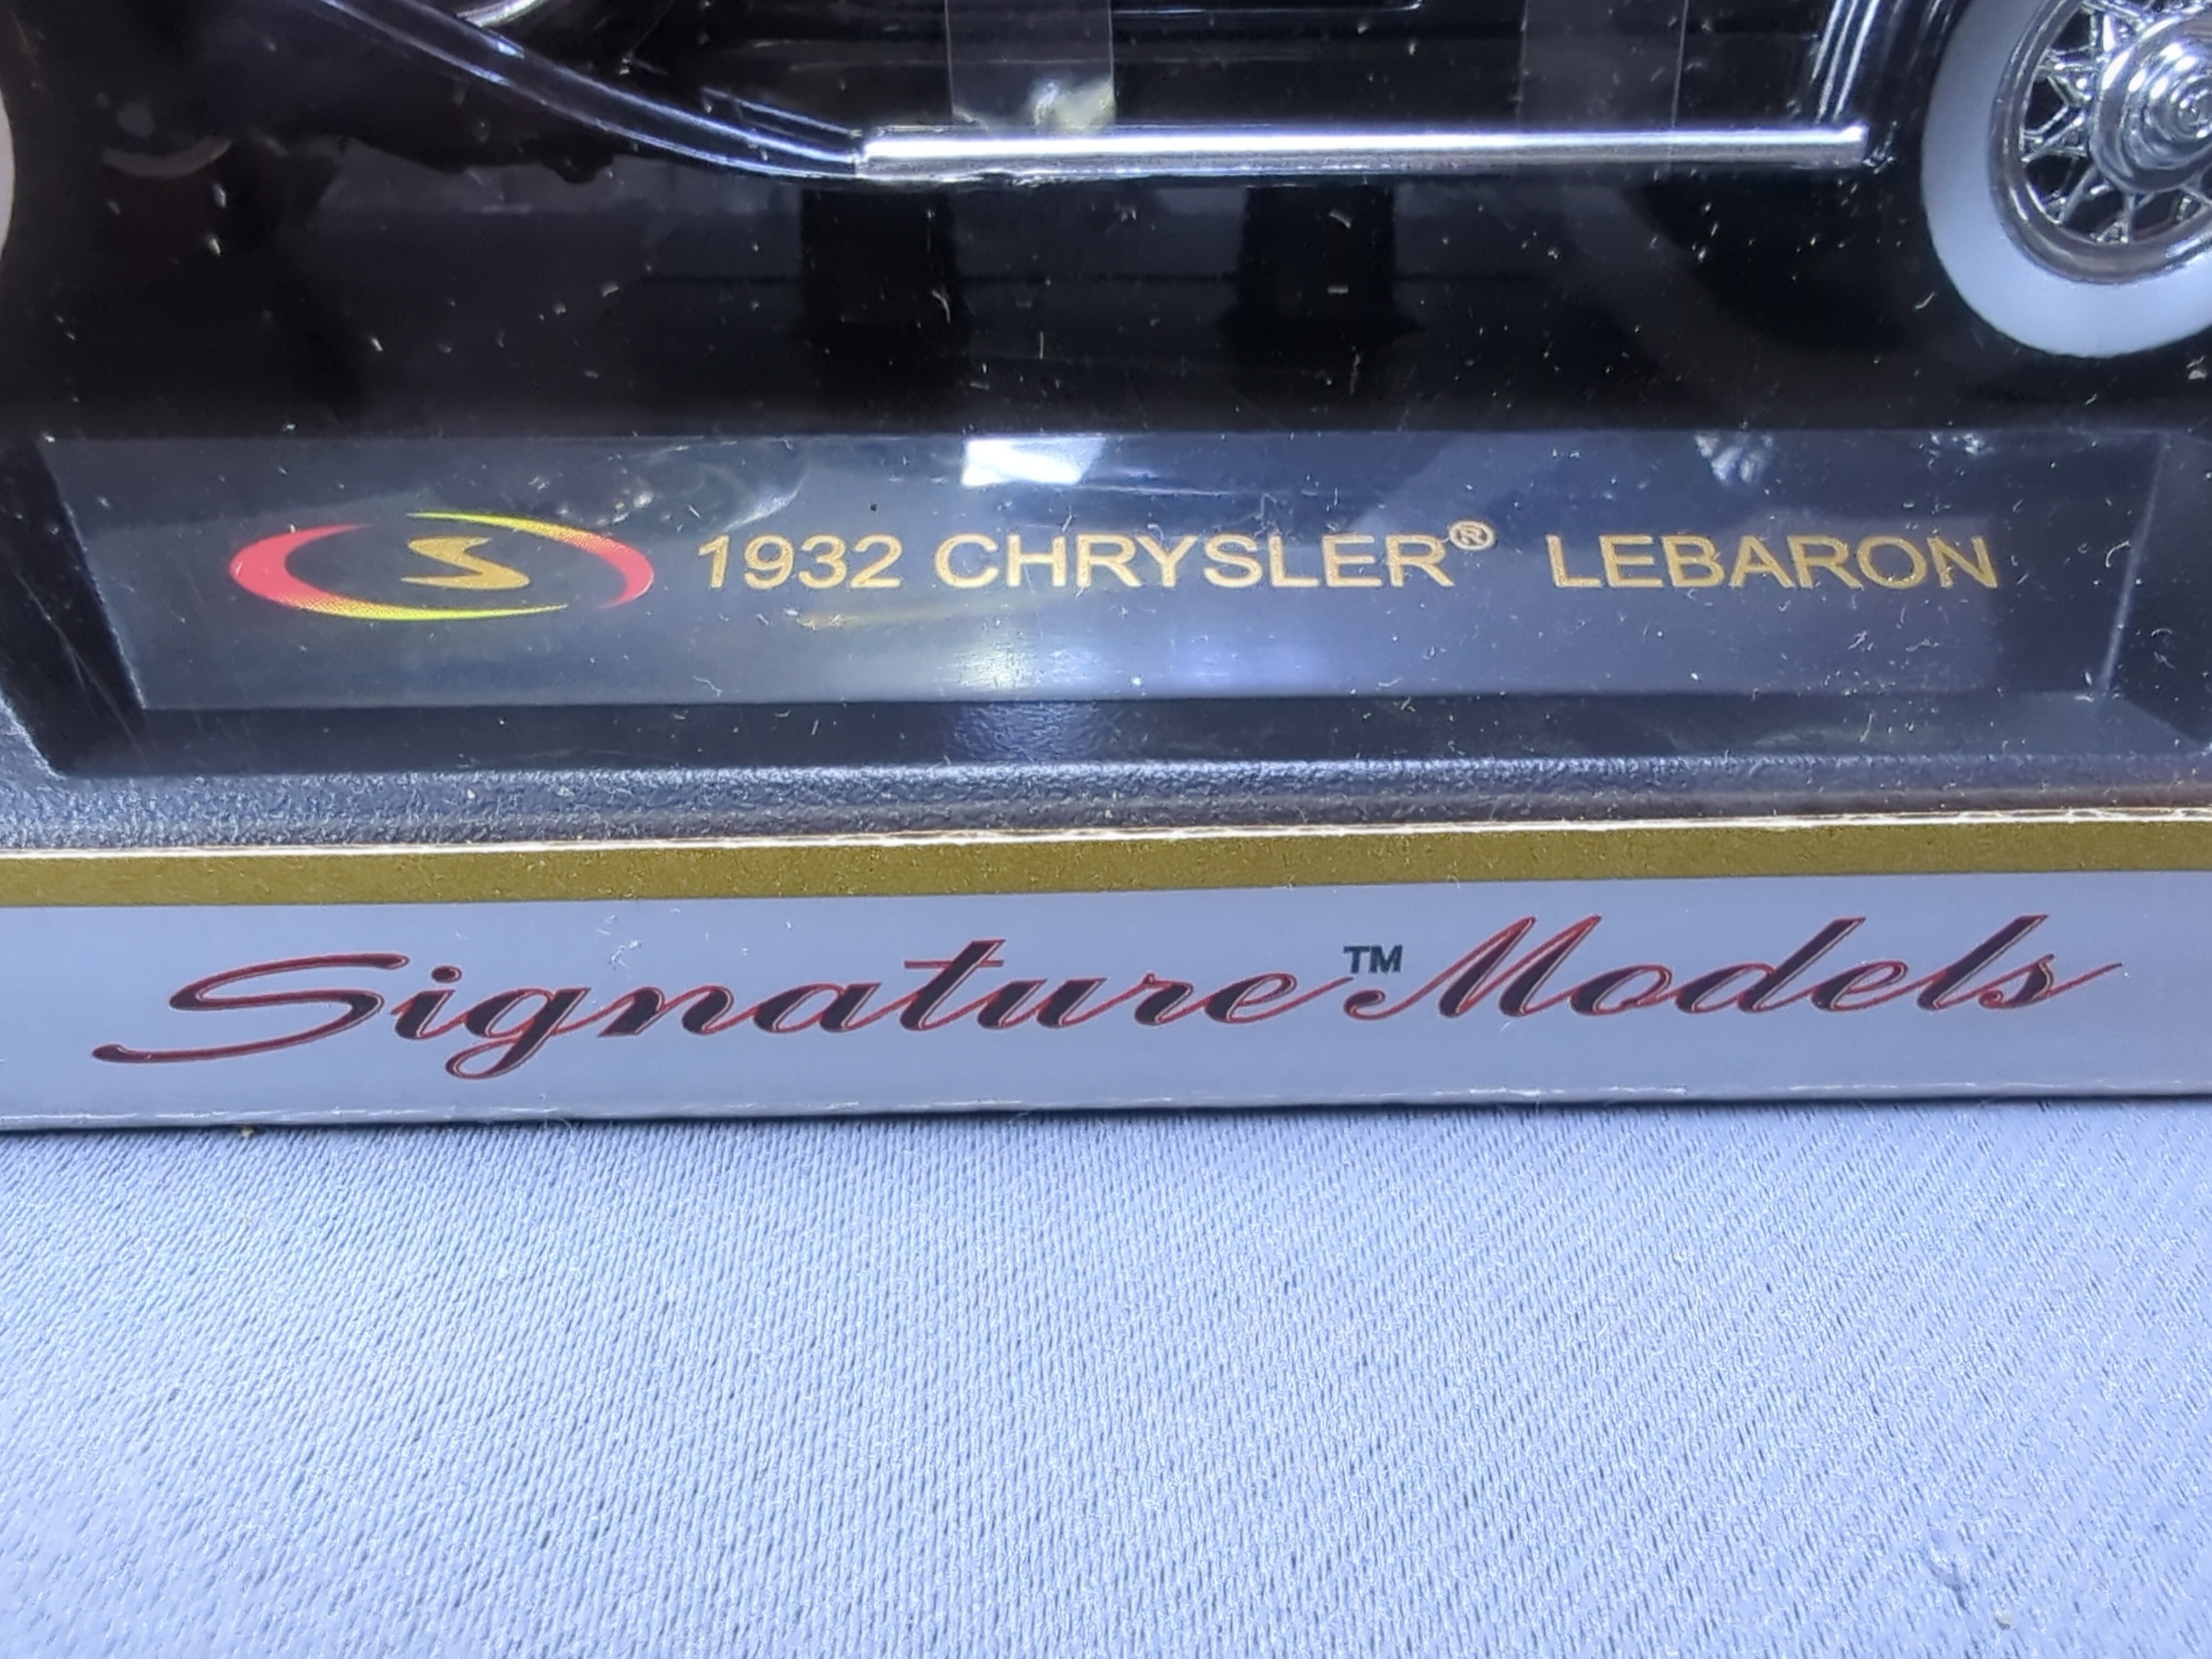 S 1932 CHRYSLER® LEBARON
Signature™ Models